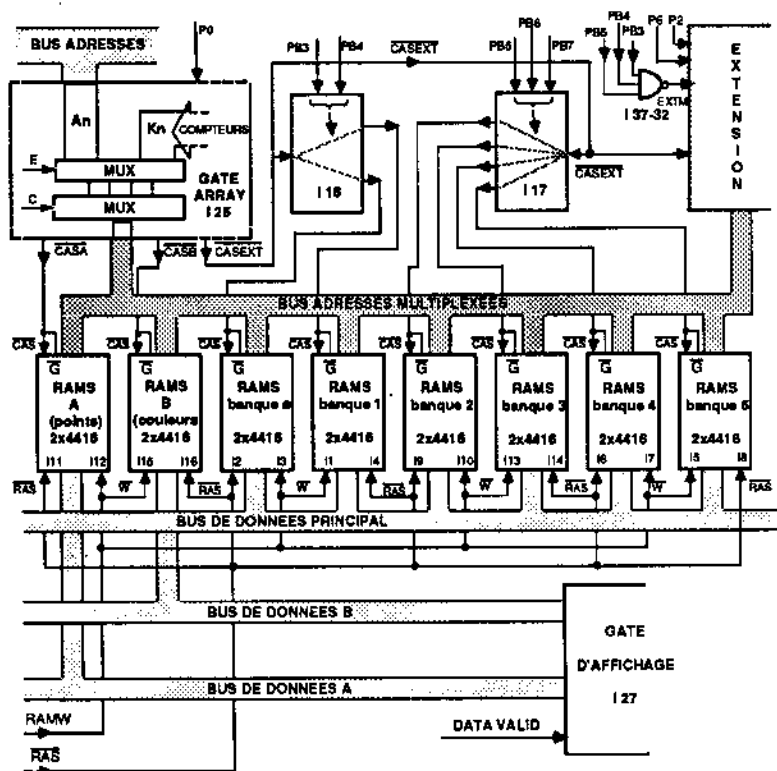 BUS ADRESSES
P0
PB3
PB4
CASEXT
PB5
PB6
PB7
PB5
PB4
PB3
P6
P2
EXTM
I 37-32
EXTENSION
An
Kn
COMPTEURS
E
MUX
C
MUX
GATE
ARRAY
I 25
I 16
I 17
CASEXT
CASA
CASB
CASEXT
BUS ADRESSES MULTIPLEXEES
CAS
CAS
CAS
CAS
CAS
CAS
CAS
CAS
G
RAMS
A
(points)
2x4416
I11
I12
G
RAMS
B
(couleurs
2x4416
I15
I16
G
RAMS
banque
2x4416
I2
I3
G
RAMS
banque 1
2x4416
I1
I4
G
RAMS
banque 2
2x4416
I9
I10
G
RAMS
banque 3
2x4416
I13
I14
G
RAMS
banque 4
2x4416
I6
I7
G
RAMS
banque 5
2x4416
I5
I8
RAS
W
RAS
W
RAS
W
RAS
W
RAS
BUS DE DONNEES PRINCIPAL
BUS DE DONNEES B
BUS DE DONNEES A
GATE
D'AFFICHAGE
I 27
RAMW
DATA VALID
RAS